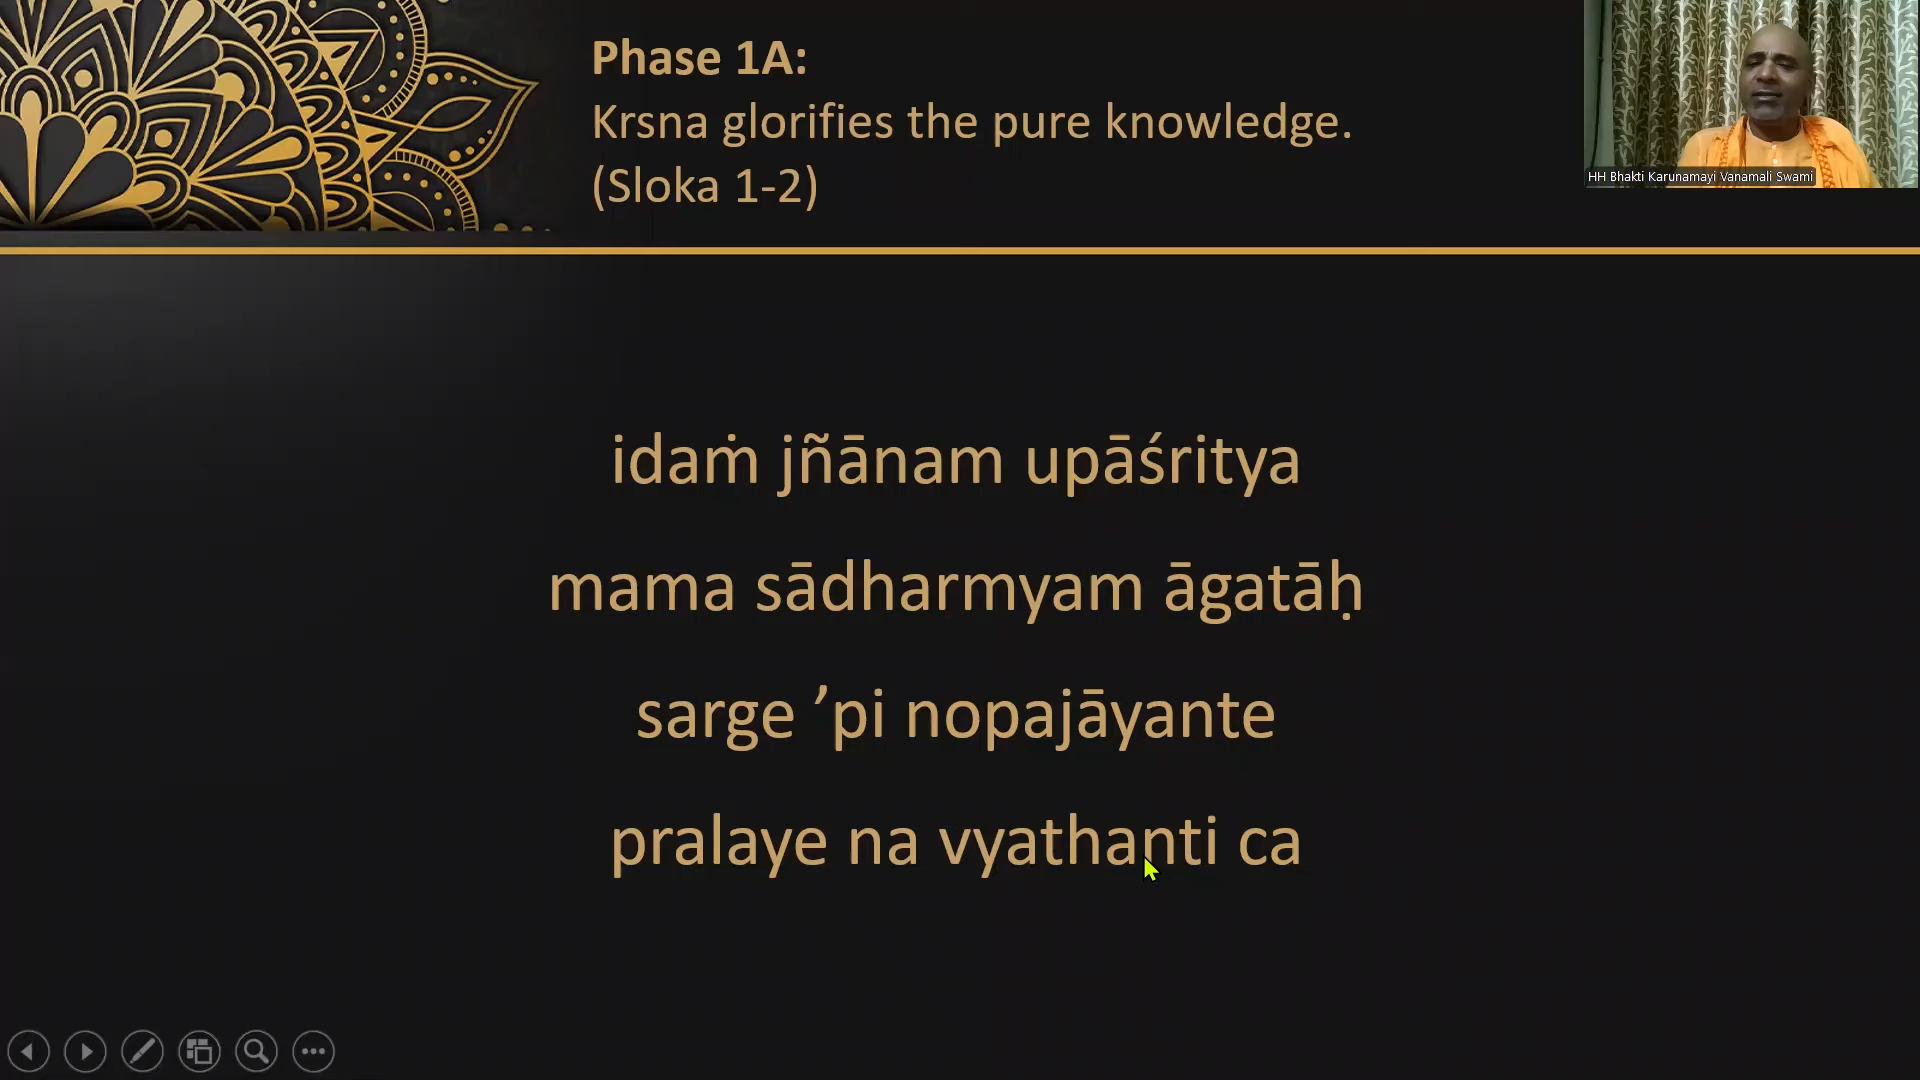 Phase 1A:
Krsna glorifies the pure knowledge.
(Sloka 1-2)
HH Bhakti Karunamayi Vanamali Swami
idaṁ jñānam upāśritya
mama sādharmyam āgatāḥ
sarge ’pi nopajāyante
pralaye na vyathanti ca